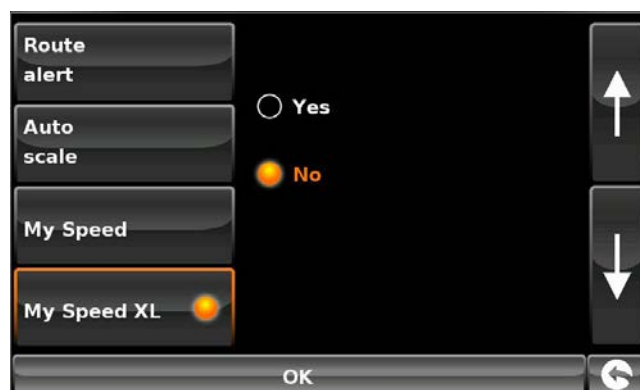 Route
alert
Auto
scale
My Speed
My Speed XL
Yes
No
OK